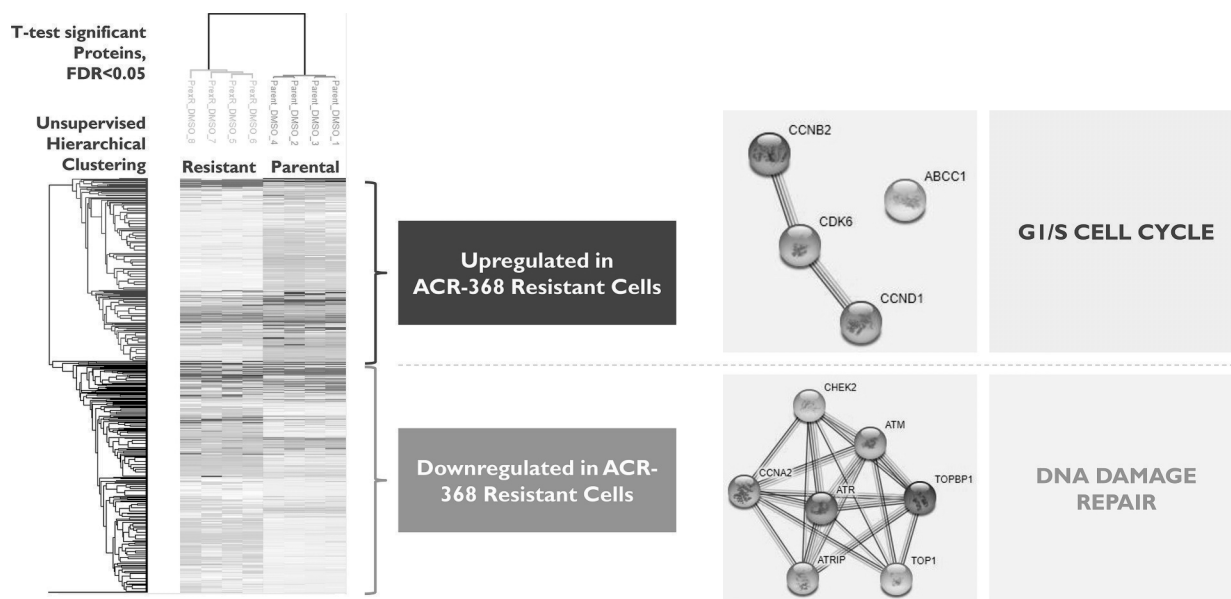 T-test significant
Proteins,
FDR<0.05
PrexR_DMSO_8
PrexR_DMSO_7
PrexR_DMSO_5
PrexR_DMSO_6
Parent_DMSO_4
Parent_DMSO_2
Parent_DMSO_3
Parent_DMSO_1
Unsupervised
Hierarchical
Clustering
Resistant
Parental
Upregulated in
ACR-368 Resistant Cells
CCNB2
ABCC1
CDK6
CCND1
G1/S CELL CYCLE
Downregulated in ACR-
368 Resistant Cells
CHEK2
ATM
CCNA2
ATR
TOPBP1
ATRIP
TOP1
DNA DAMAGE
REPAIR